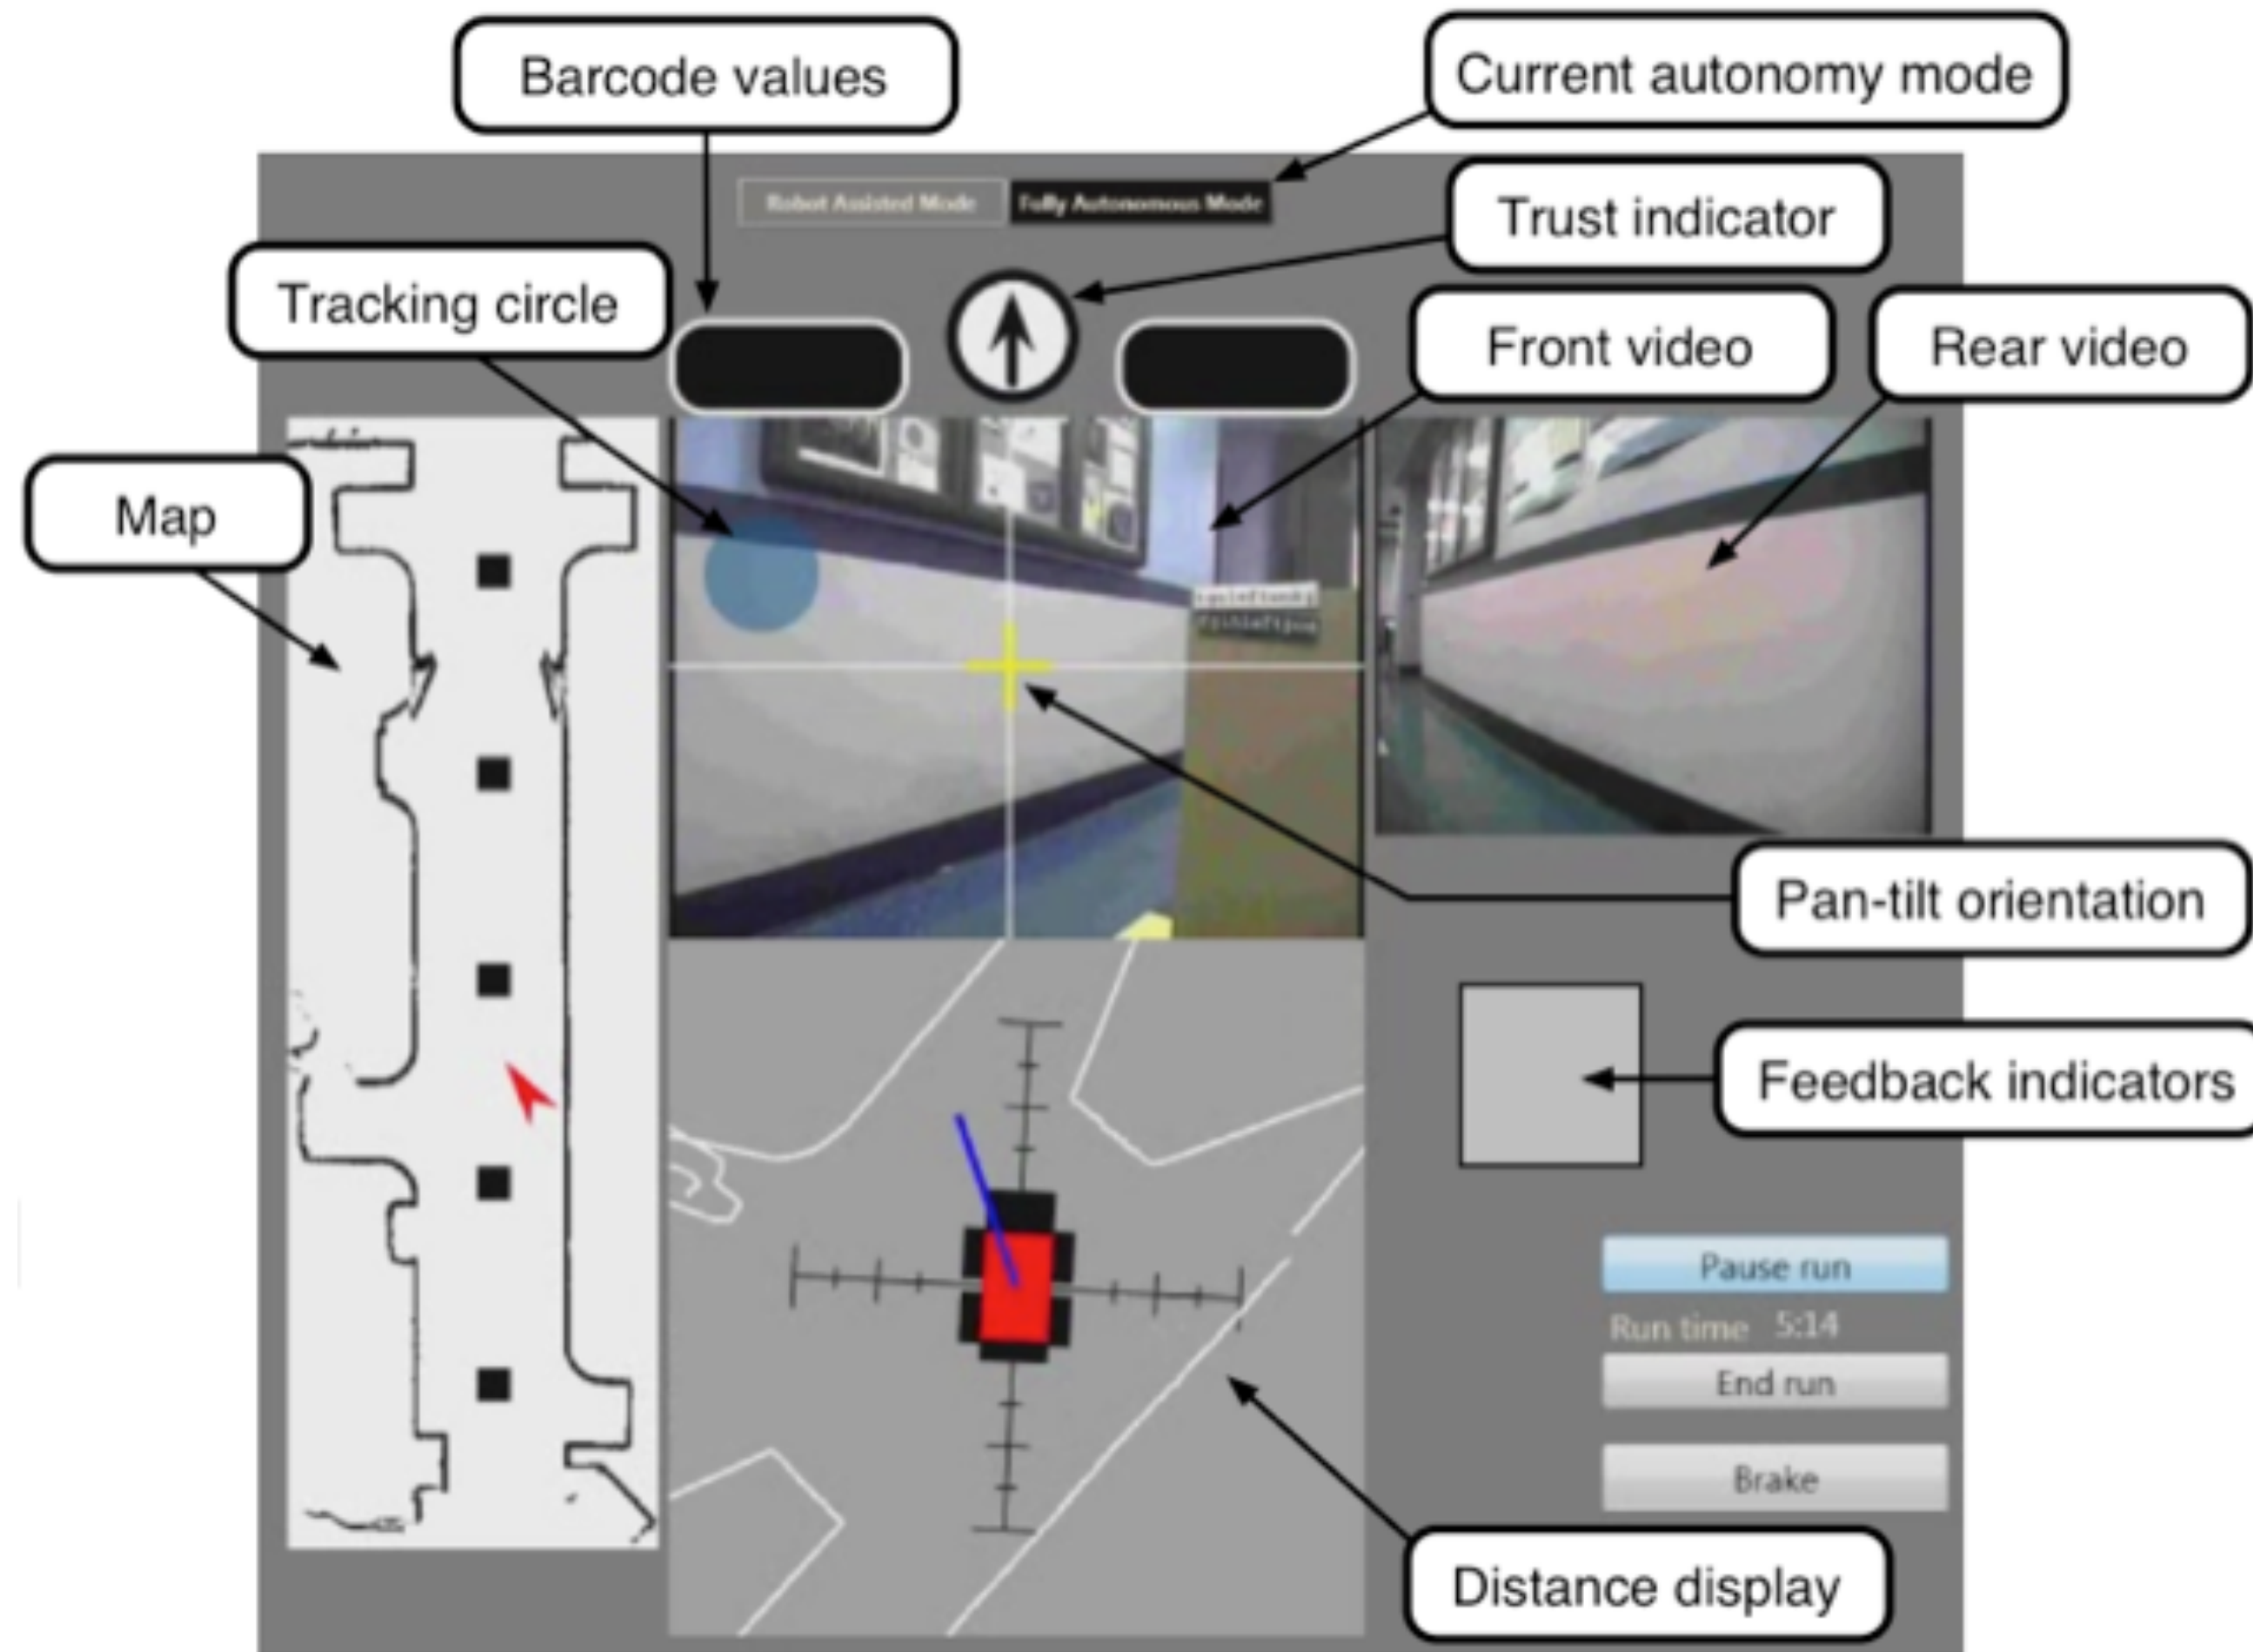 Barcode values
Current autonomy mode
Robot Assisted Mode
Fully Autonomous Mode
Trust indicator
Tracking circle
Front video
Rear video
Map
Pan-tilt orientation
Feedback indicators
Pause run
Run time 5:14
End run
Brake
Distance display